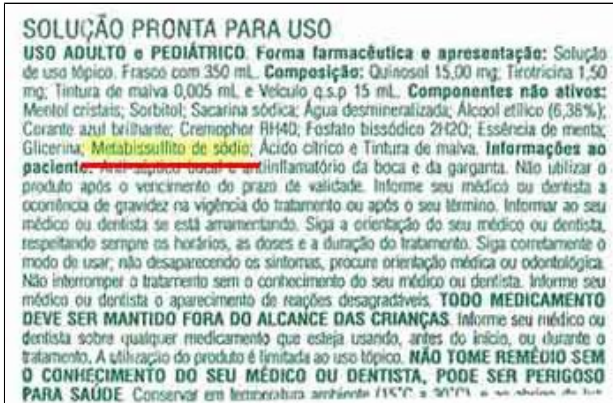 SOLUÇÃO PRONTA PARA USO
USO ADULTO e PEDIÁTRICO. Forma farmacêutica e apresentação: Solução
de uso tópico. Frasco com 350 mL. Composição: Quinosol 15,00 mg; Tirotricina 1,50
mg; Tintura de malva 0,005 mL e Veículo q.s.p 15 mL. Componentes não ativos:
Mentol cristais; Sorbitol; Sacarina sódica; Água desmineralizada; Álcool etílico (6,38%);
Corante azul brilhante; Cremophor RH40; Fosfato bissódico 2H2O; Essência de menta;
Glicerina; Metabissulfito de sódio; Ácido cítrico e Tintura de malva. Informações ao
paciente: Anti-séptico bucal e antiinflamatório da boca e da garganta. Não utilizar o
produto após o vencimento do prazo de validade. Informe seu médico ou dentista a
ocorrência de gravidez na vigência do tratamento ou após o seu término. Informar ao seu
médico ou dentista se está amamentando. Siga a orientação do seu médico ou dentista,
respeitando sempre os horários, as doses e a duração do tratamento. Siga corretamente o
modo de usar; não desaparecendo os sintomas, procure orientação médica ou odontológica.
Não interromper o tratamento sem o conhecimento do seu médico ou dentista. Informe seu
médico ou dentista o aparecimento de reações desagradáveis. TODO MEDICAMENTO
DEVE SER MANTIDO FORA DO ALCANCE DAS CRIANÇAS. Informe seu médico ou
dentista sobre qualquer medicamento que esteja usando, antes do início, ou durante o
tratamento. A utilização do produto é limitada ao uso tópico. NÃO TOME REMÉDIO SEM
O CONHECIMENTO DO SEU MÉDICO OU DENTISTA, PODE SER PERIGOSO
PARA SAÚDE. Conservar em temperatura ambiente (15°C a 30°C), e ao abrigo da luz